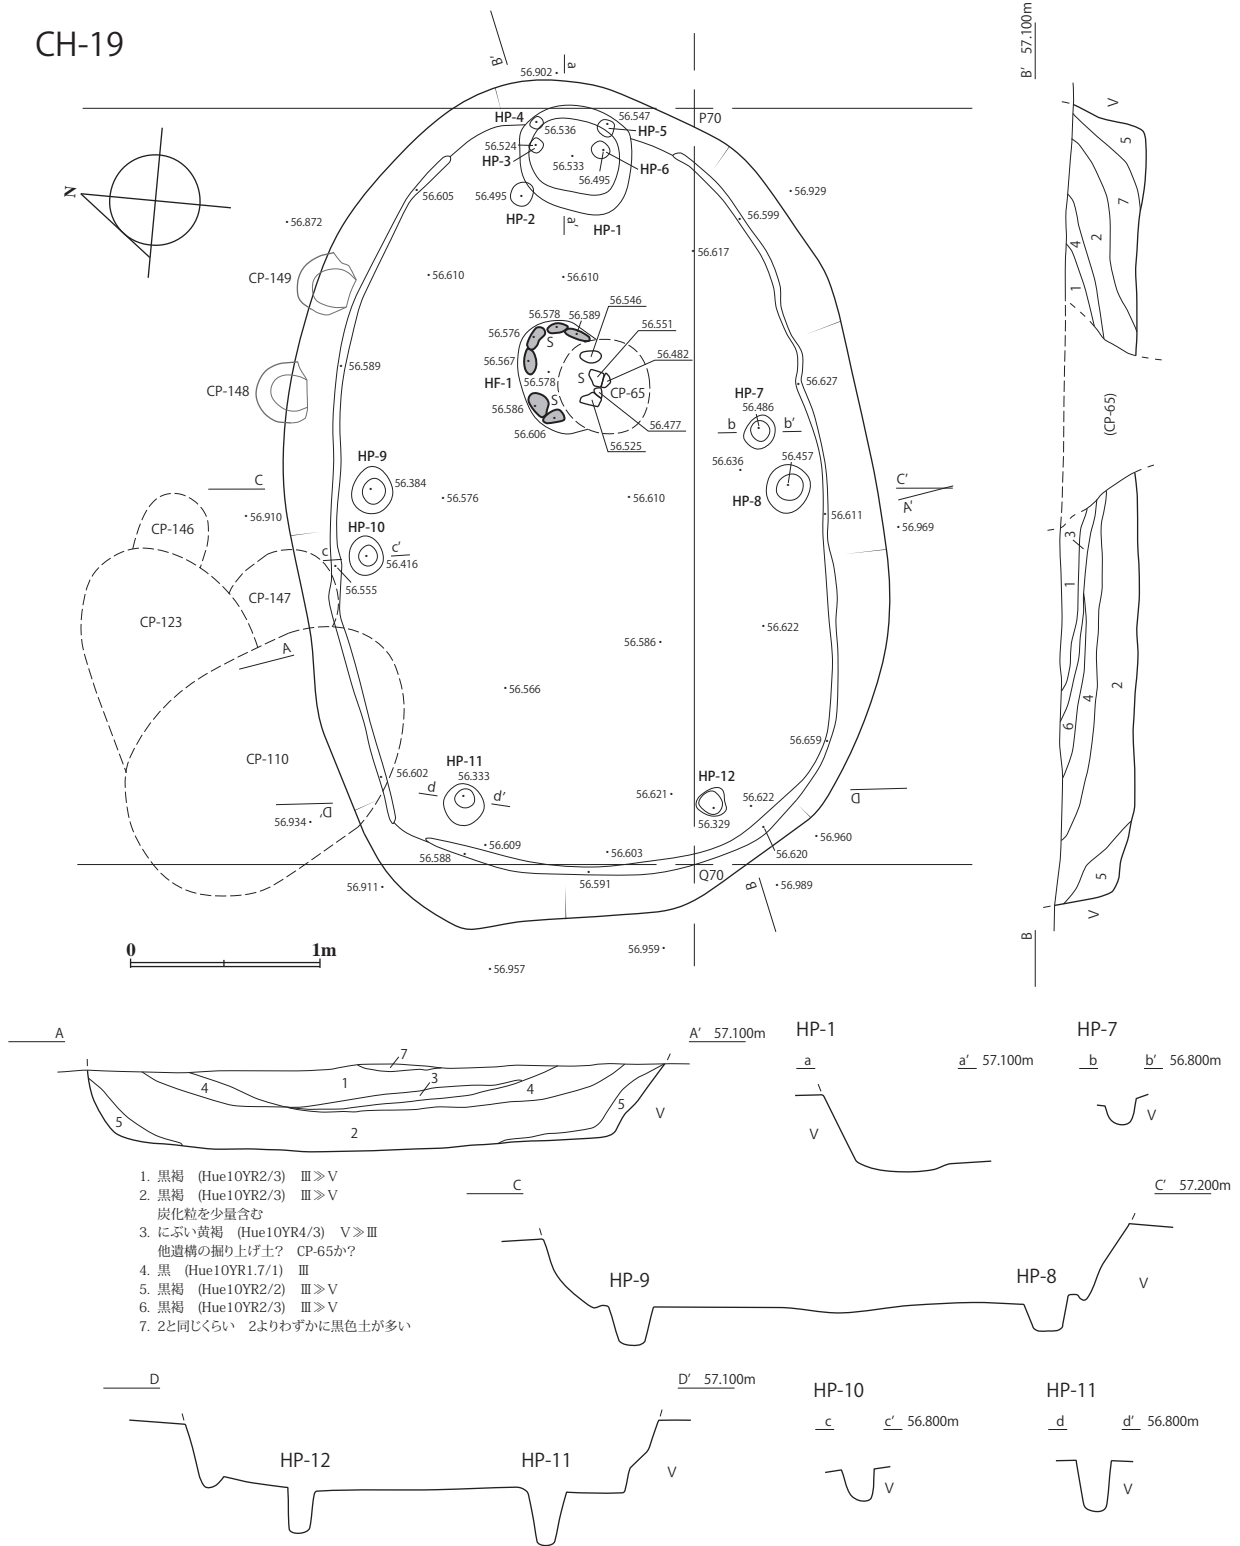 CH-19
B' 57.100m
B'
a
56.902
N
P70
HP-4
56.547
HP-5
56.536
56.524
HP-3
56.533
HP-6
56.495
56.495
HP-2
a'
HP-1
56.605
56.929
56.599
56.872
56.617
CP-149
56.610
56.610
56.546
56.578
56.589
56.551
56.576
S
56.482
56.567
56.578
S
CP-65
HF-1
56.586
S
56.477
56.606
56.525
56.589
CP-148
56.627
HP-7
56.486
b
b'
56.636
56.457
HP-8
C
HP-9
56.384
56.576
56.610
C'
A'
56.611
56.969
56.910
CP-146
HP-10
c
c'
56.416
56.555
CP-147
CP-123
A
56.586
56.622
56.566
56.659
CP-110
HP-11
56.602
56.333
d
d'
HP-12
56.621
56.622
56.329
D
D'
56.934
56.609
56.588
56.603
56.620
56.960
56.591
Q70
B
56.911
56.989
56.959
56.957
0
1m
V
5
7
2
4
1
(CP-65)
3
1
2
4
6
5
V
B
A
A' 57.100m
7
4
1
3
4
5
5
2
V
HP-1
a
a' 57.100m
V
HP-7
b
b' 56.800m
V
1. 黒褐 (Hue10YR2/3) Ⅲ≫Ⅴ
2. 黒褐 (Hue10YR2/3) Ⅲ≫Ⅴ
炭化粒を少量含む
3. にぶい黄褐 (Hue10YR4/3) Ⅴ≫Ⅲ
他遺構の掘り上げ土? CP-65か?
4. 黒 (Hue10YR1.7/1) Ⅲ
5. 黒褐 (Hue10YR2/2) Ⅲ≫Ⅴ
6. 黒褐 (Hue10YR2/3) Ⅲ≫Ⅴ
7. 2と同じくらい 2よりわずかに黒色土が多い
C
C' 57.200m
HP-9
HP-8
V
D
D' 57.100m
HP-12
HP-11
V
HP-10
c
c' 56.800m
V
HP-11
d
d' 56.800m
V